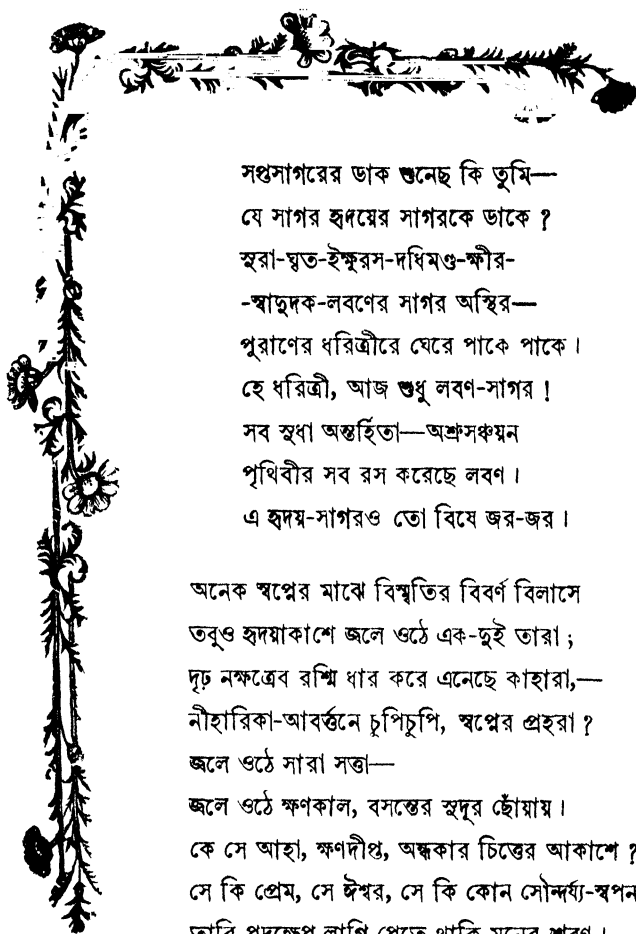 সপ্তসাগরের ডাক শুনেছ কি তুমি—
যে সাগর হৃদয়ের সাগরকে ডাকে ?
সুরা-ঘৃত-ইক্ষুরস-দধিমণ্ড-ক্ষীর-
-স্বাদুদক-লবণের সাগর অস্থির—
পুরাণের ধরিত্রীরে ঘেরে পাকে পাকে ।
হে ধরিত্রী, আজ শুধু লবণ-সাগর !
সব সুধা অন্তর্হিতা—অশ্রুসঞ্চয়ন
পৃথিবীর সব রস করেছে লবণ ।
এ হৃদয়-সাগরও তো বিষে জর-জর ।
অনেক স্বপ্নের মাঝে বিস্মৃতির বিবর্ণ বিলাসে
তবুও হৃদয়াকাশে জলে ওঠে এক-দুই তারা ;
দৃঢ় নক্ষত্রেব রশ্মি ধার করে এনেছে কাহারা,—
নীহারিকা-আবর্ত্তনে চুপিচুপি, স্বপ্নের প্রহরা ?
জলে ওঠে সারা সত্তা—
জলে ওঠে ক্ষণকাল, বসন্তের সুদূর ছোঁয়ায় ।
কে সে আহা, ক্ষণদীপ্ত, অন্ধকার চিত্তের আকাশে ?
সে কি প্রেম, সে ঈশ্বর, সে কি কোন সৌন্দর্য্য-স্বপন
তারি পদক্ষেপ লাগি পেতে থাকি মনের শ্রবণ ।